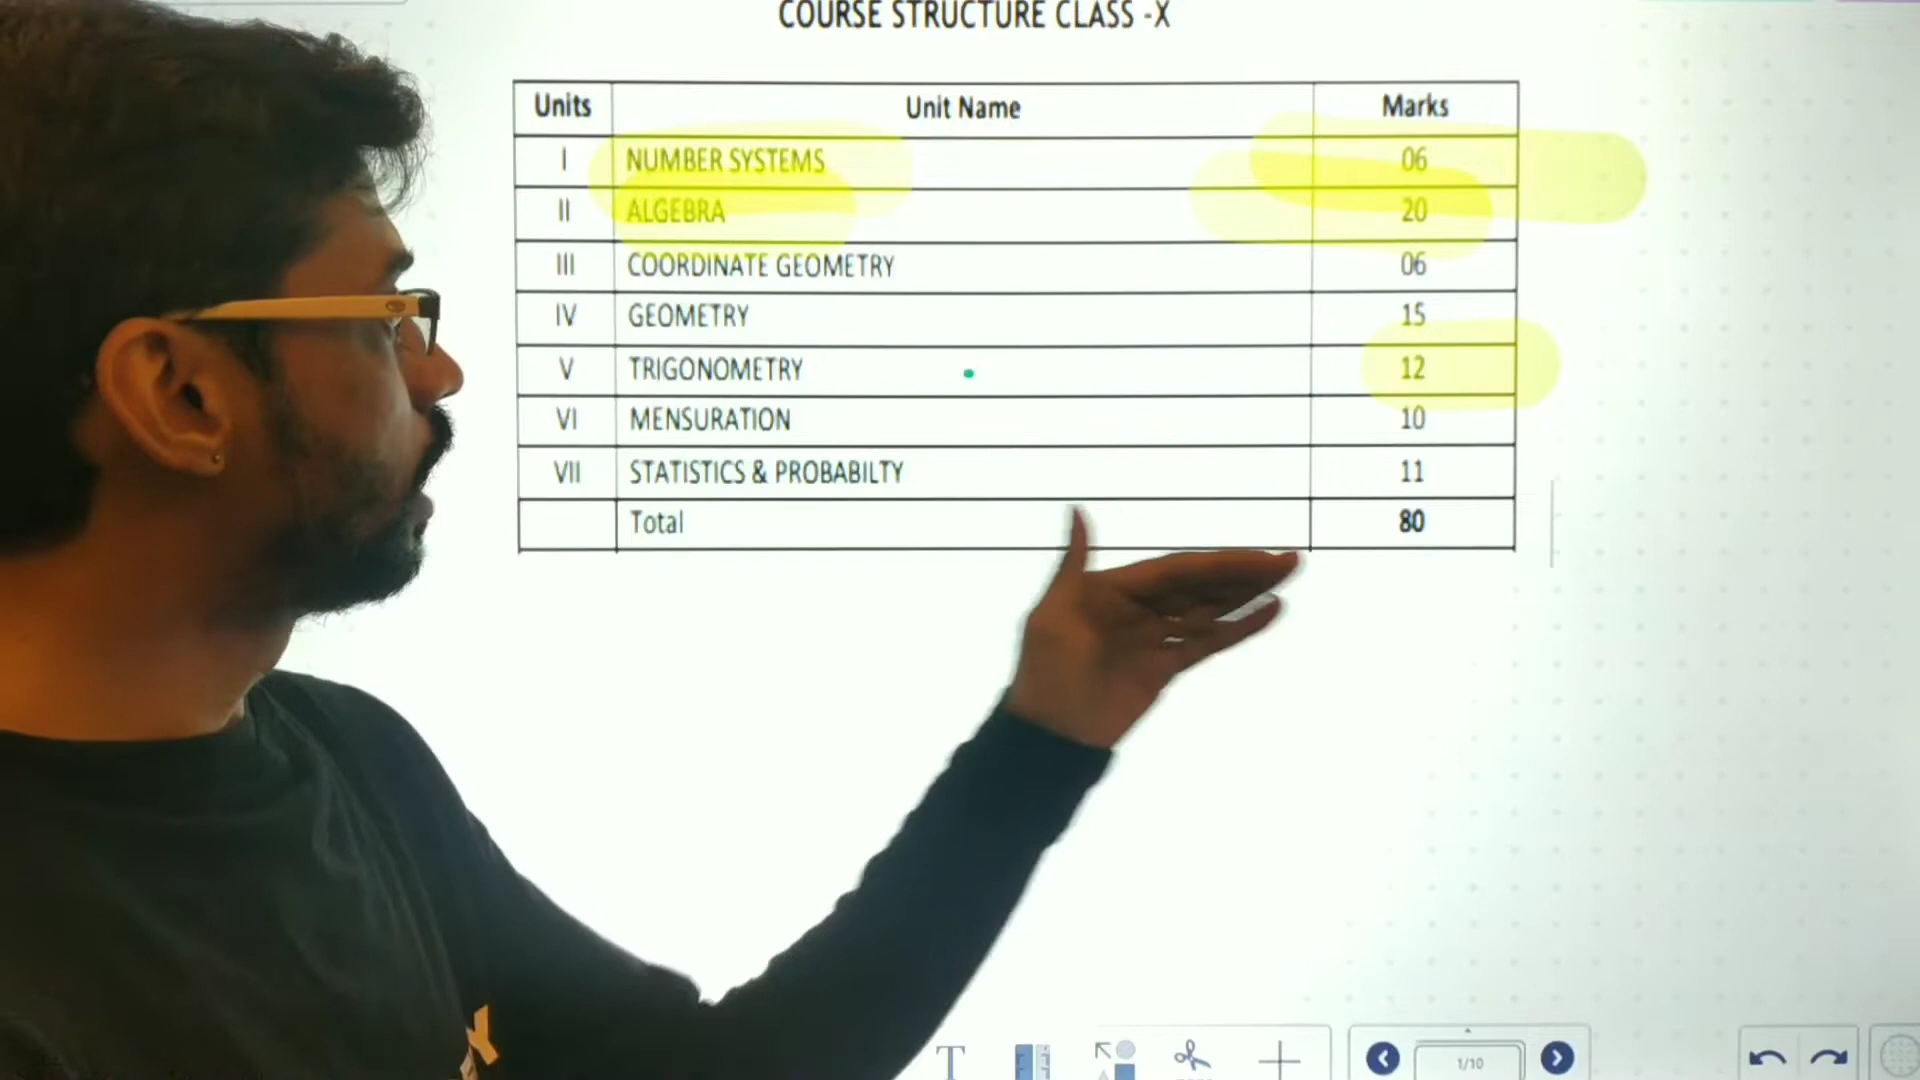 COURSE STRUCTURE CLASS -X
Units Unit Name Marks
I NUMBER SYSTEMS 06
II ALGEBRA 20
III COORDINATE GEOMETRY 06
IV GEOMETRY 15
V TRIGONOMETRY 12
VI MENSURATION 10
VII STATISTICS & PROBABILTY 11
Total 80
T
1/10